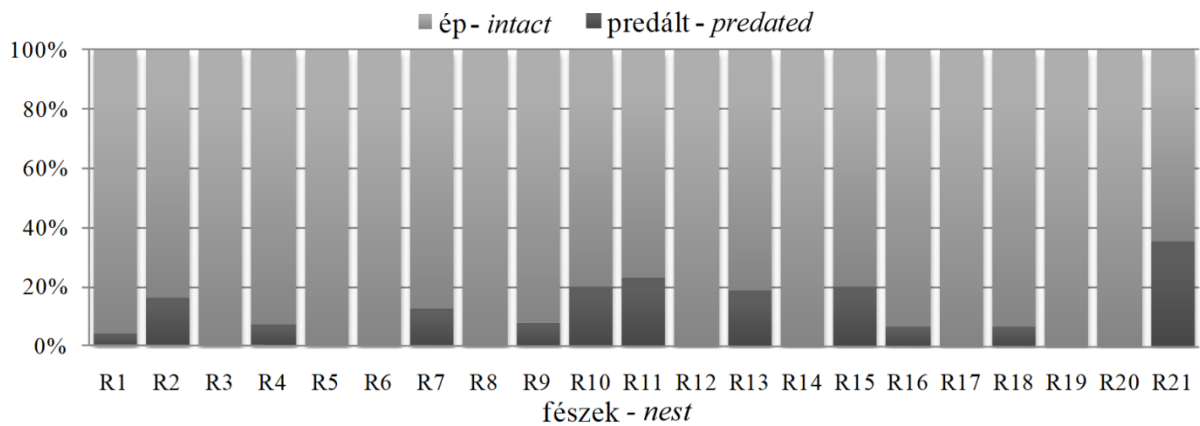 ép - intact predált - predated
100%
80%
60%
40%
20%
0%
R1 R2 R3 R4 R5 R6 R7 R8 R9 R10 R11 R12 R13 R14 R15 R16 R17 R18 R19 R20 R21
fészek - nest